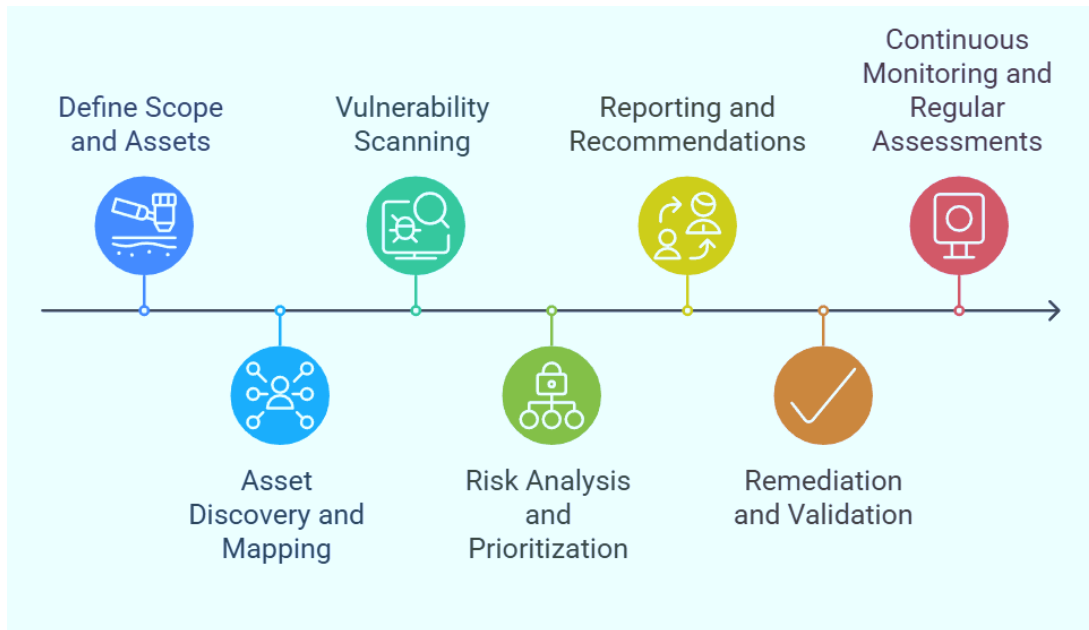 Define Scope
and Assets
Asset
Discovery and
Mapping
Vulnerability
Scanning
Risk Analysis
and
Prioritization
Reporting and
Recommendations
Remediation
and Validation
Continuous
Monitoring and
Regular
Assessments